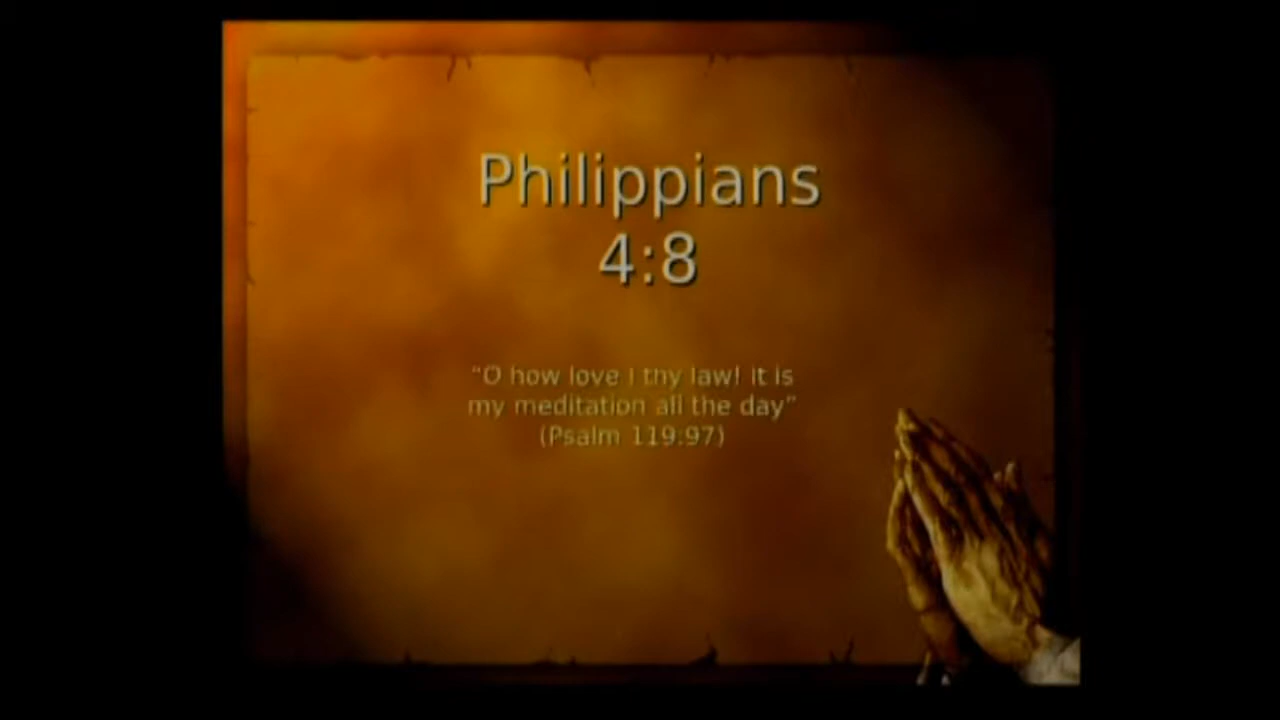 Philippians
4:8
"O how love I thy law! it is
my meditation all the day"
(Psalm 119:97)